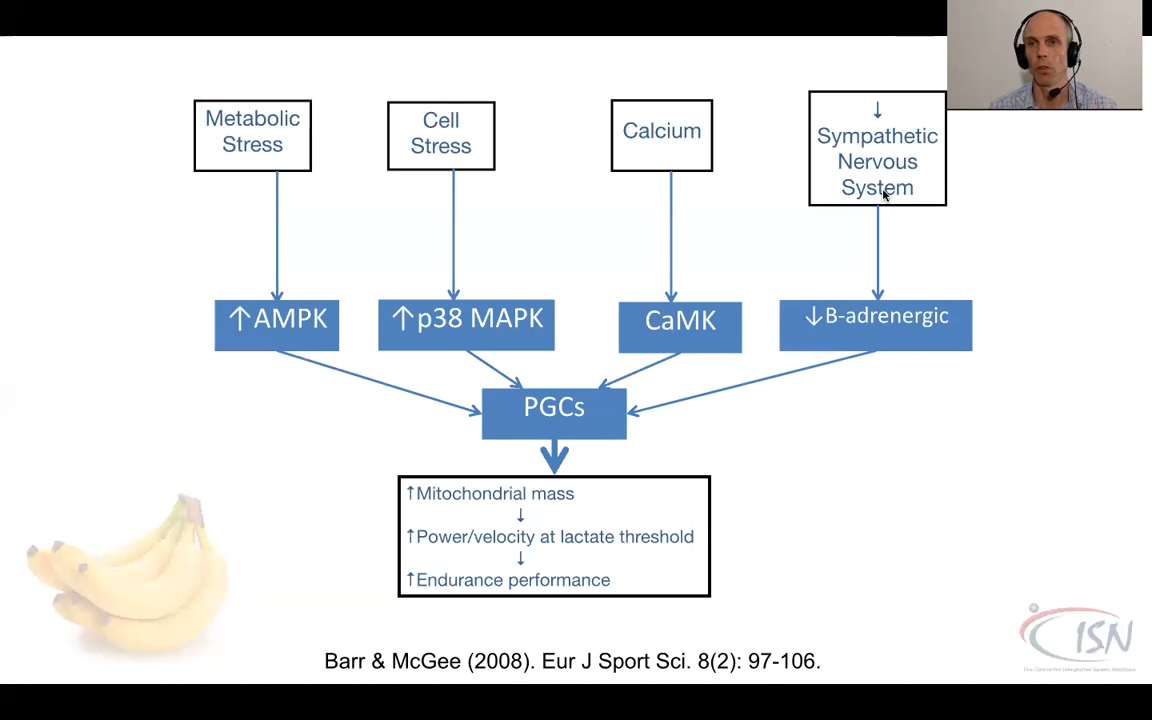 Metabolic
Stress
Cell
Stress
Calcium
↓
Sympathetic
Nervous
System
↑AMPK
↑p38 MAPK
CaMK
↓B-adrenergic
PGCs
↑Mitochondrial mass
↓
↑Power/velocity at lactate threshold
↓
↑Endurance performance
Barr & McGee (2008). Eur J Sport Sci. 8(2): 97-106.
ISN